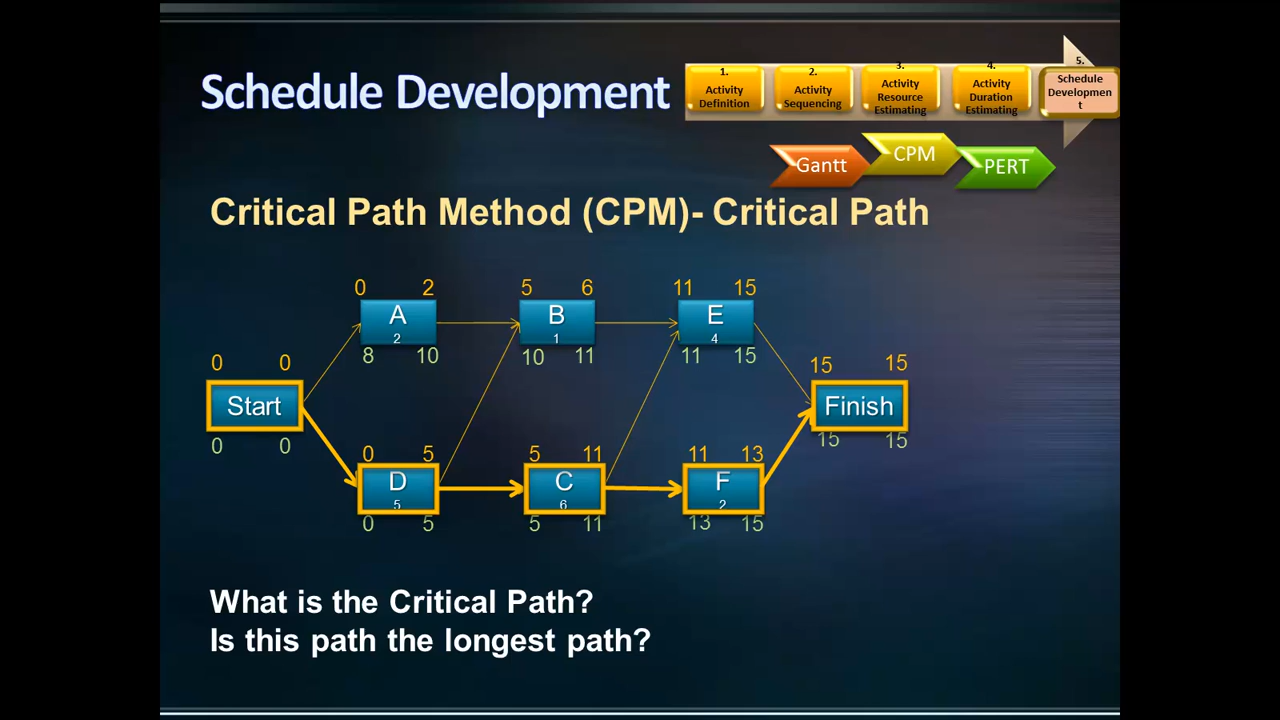 Schedule Development
1.
Activity
Definition
2.
Activity
Sequencing
3.
Activity
Resource
Estimating
4.
Activity
Duration
Estimating
5.
Schedule
Developmen
t
Gantt
CPM
PERT
Critical Path Method (CPM)- Critical Path
0 2
A
2
8 10
5 6
B
1
10 11
11 15
E
4
11 15
0 0
Start
0 0
15 15
Finish
15 15
0 5
D
5
0 5
5 11
C
6
5 11
11 13
F
2
13 15
What is the Critical Path?
Is this path the longest path?